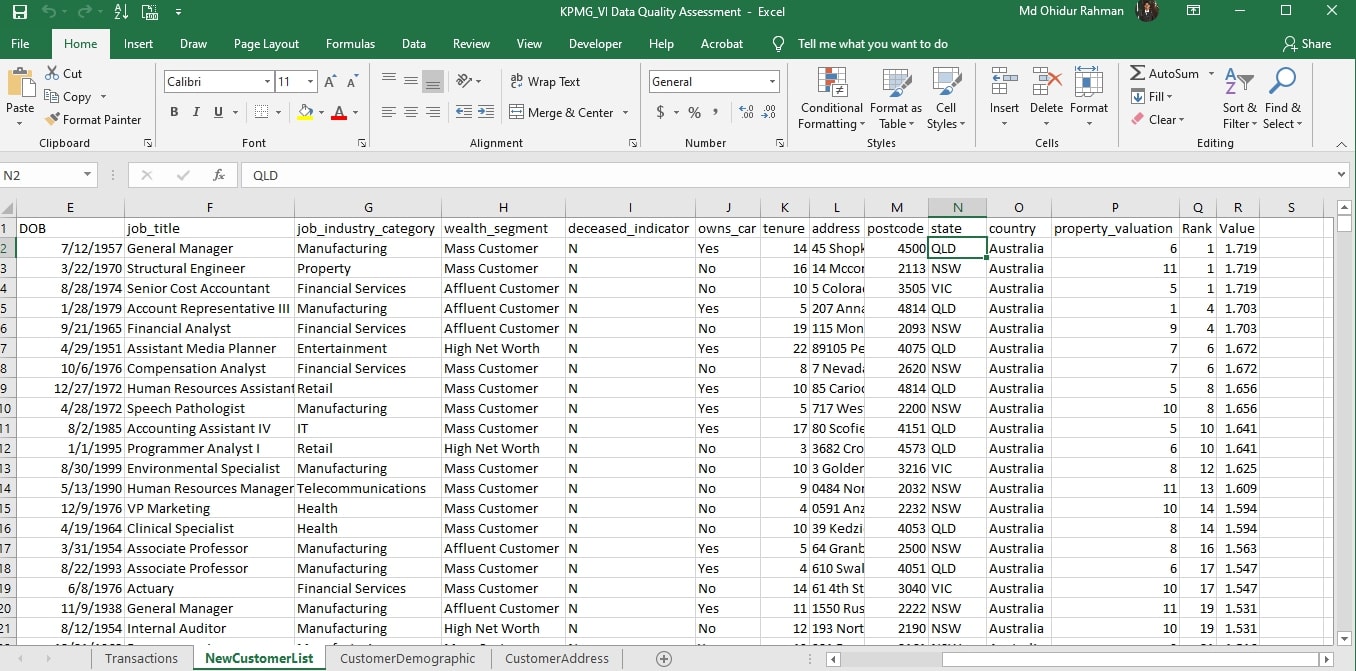 KPMG_VI Data Quality Assessment - Excel
Md Ohidur Rahman
File Home Insert Draw Page Layout Formulas Data Review View Developer Help Acrobat Tell me what you want to do Share
Paste
Cut
Copy
Format Painter
Clipboard
Calibri 11
B I U
Font
Wrap Text
Merge & Center
Alignment
General
$ % ,
Number
Conditional Formatting
Format as Table
Cell Styles
Styles
Insert Delete Format
Cells
AutoSum
Fill
Clear
Sort & Filter
Find & Select
Editing
N2 fx QLD
E F G H I J K L M N O P Q R S
1 DOB job_title job_industry_category wealth_segment deceased_indicator owns_car tenure address postcode state country property_valuation Rank Value
2 7/12/1957 General Manager Manufacturing Mass Customer N Yes 14 45 Shopk 4500 QLD Australia 6 1 1.719
3 3/22/1970 Structural Engineer Property Mass Customer N No 16 14 Mccor 2113 NSW Australia 11 1 1.719
4 8/28/1974 Senior Cost Accountant Financial Services Affluent Customer N No 10 5 Colora 3505 VIC Australia 5 1 1.719
5 1/28/1979 Account Representative III Manufacturing Affluent Customer N Yes 5 207 Anna 4814 QLD Australia 1 4 1.703
6 9/21/1965 Financial Analyst Financial Services Affluent Customer N No 19 115 Mon 2093 NSW Australia 9 4 1.703
7 4/29/1951 Assistant Media Planner Entertainment High Net Worth N Yes 22 89105 Pe 4075 QLD Australia 7 6 1.672
8 10/6/1976 Compensation Analyst Financial Services Mass Customer N No 8 7 Nevada 2620 NSW Australia 7 6 1.672
9 12/27/1972 Human Resources Assistant Retail Mass Customer N Yes 10 85 Carioc 4814 QLD Australia 5 8 1.656
10 4/28/1972 Speech Pathologist Manufacturing Mass Customer N Yes 5 717 West 2200 NSW Australia 10 8 1.656
11 8/2/1985 Accounting Assistant IV IT Mass Customer N Yes 17 80 Scofie 4151 QLD Australia 5 10 1.641
12 1/1/1995 Programmer Analyst I Retail High Net Worth N No 3 3682 Cro 4573 QLD Australia 6 10 1.641
13 8/30/1999 Environmental Specialist Manufacturing Mass Customer N No 10 3 Golden 3216 VIC Australia 8 12 1.625
14 5/13/1990 Human Resources Manager Telecommunications Mass Customer N No 9 0484 Nor 2032 NSW Australia 11 13 1.609
15 12/9/1976 VP Marketing Health Mass Customer N No 4 0591 Anz 2232 NSW Australia 10 14 1.594
16 4/19/1964 Clinical Specialist Health Mass Customer N No 10 39 Kedzi 4053 QLD Australia 8 14 1.594
17 3/31/1954 Associate Professor Manufacturing Affluent Customer N Yes 5 64 Granb 2500 NSW Australia 8 16 1.563
18 8/22/1993 Associate Professor Manufacturing Mass Customer N Yes 4 610 Swal 4051 QLD Australia 6 17 1.547
19 6/8/1976 Actuary Financial Services Mass Customer N No 14 61 4th St 3040 VIC Australia 10 17 1.547
20 11/9/1938 General Manager Manufacturing Affluent Customer N Yes 11 1550 Rus 2222 NSW Australia 11 19 1.531
21 8/12/1954 Internal Auditor Manufacturing High Net Worth N No 12 193 Nort 2190 NSW Australia 10 19 1.531
Transactions NewCustomerList CustomerDemographic CustomerAddress